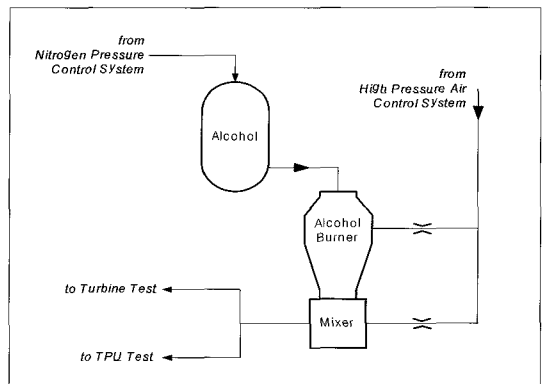 from
Nitrogen Pressure
Control System
from
High Pressure Air
Control System
Alcohol
Alcohol
Burner
to Turbine Test
Mixer
to TPU Test